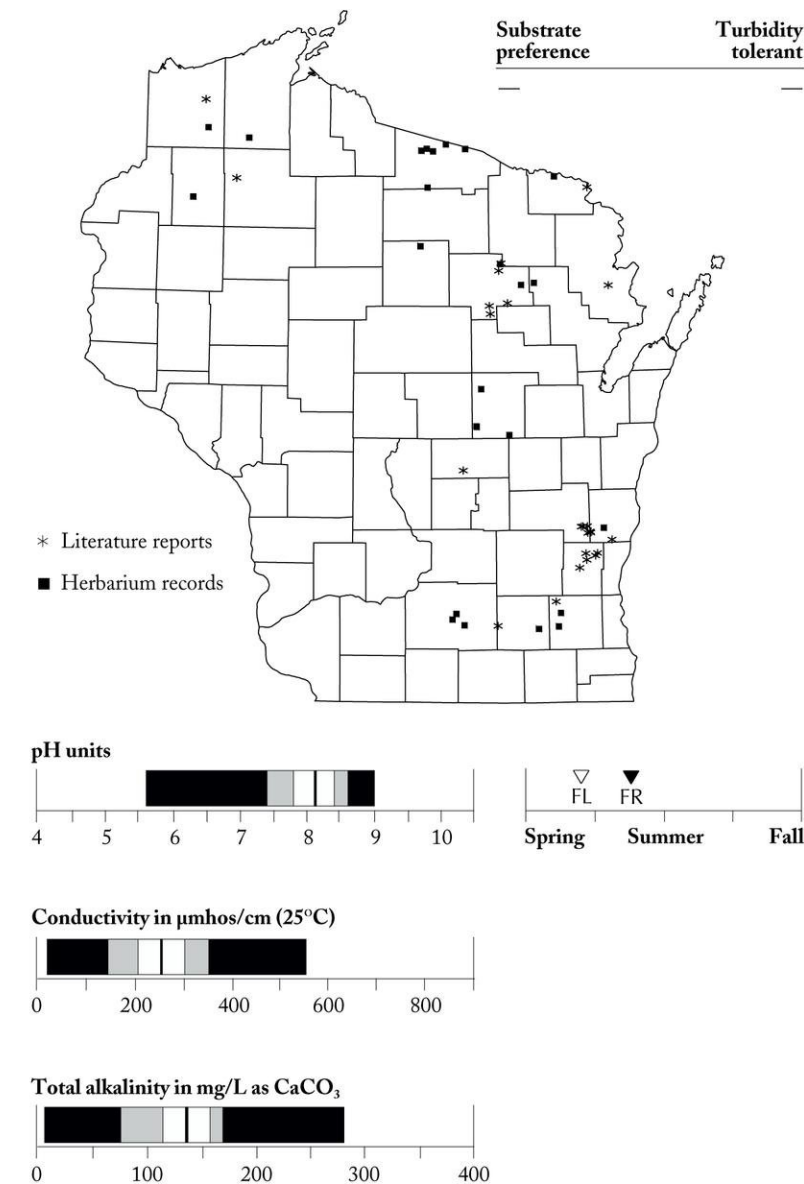 Substrate preference
Turbidity tolerant
—
—
* Literature reports
■ Herbarium records
pH units
4 5 6 7 8 9 10
FL FR
Spring Summer Fall
Conductivity in µmhos/cm (25°C)
0 200 400 600 800
Total alkalinity in mg/L as CaCO₃
0 100 200 300 400